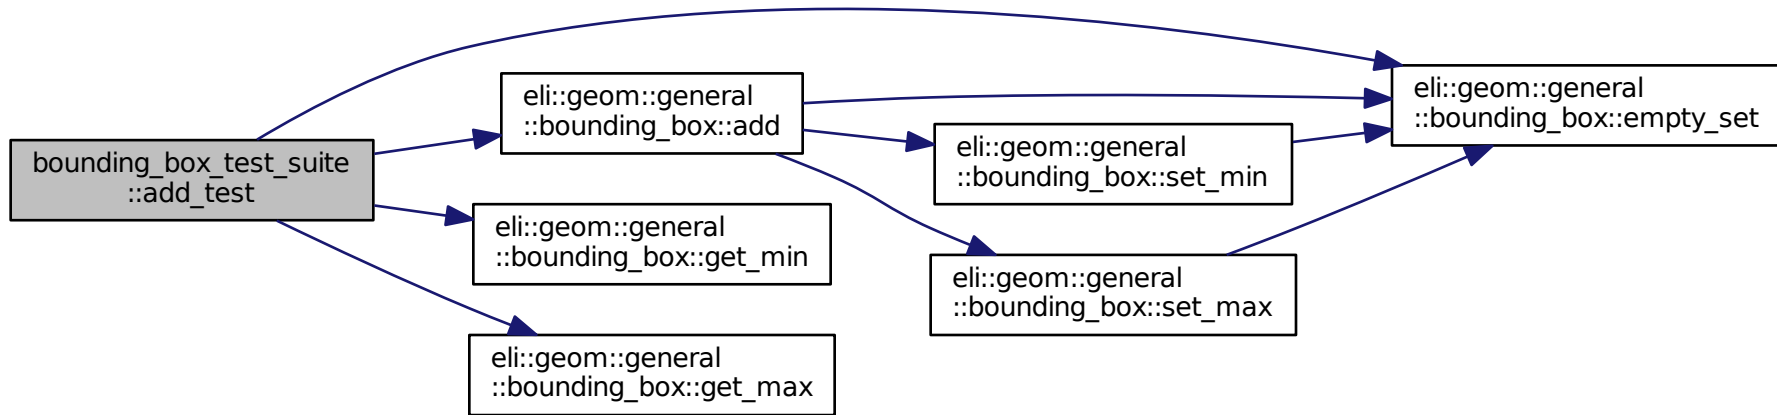 bounding_box_test_suite
::add_test
eli::geom::general
::bounding_box::add
eli::geom::general
::bounding_box::get_min
eli::geom::general
::bounding_box::get_max
eli::geom::general
::bounding_box::set_min
eli::geom::general
::bounding_box::set_max
eli::geom::general
::bounding_box::empty_set